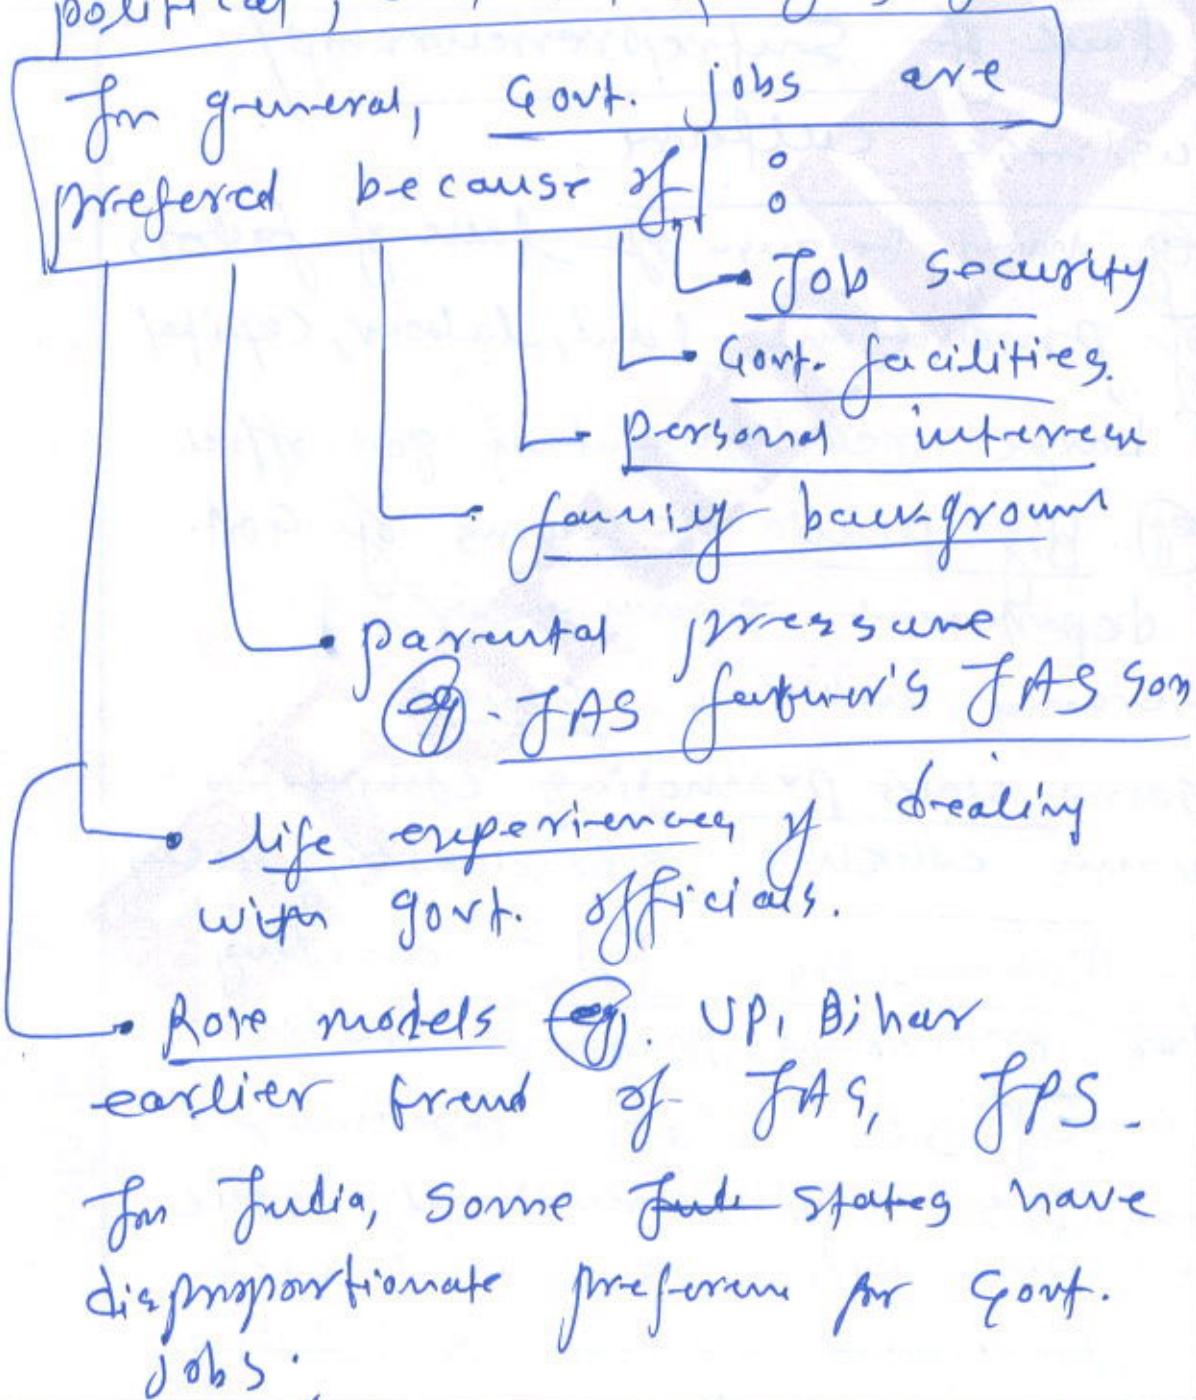 political,
In general, Govt. jobs are
prefered because of :
Job security
Govt. facilities.
Personal interest
family background
parental pressure
eg - IAS father's IAS son
life experiences of dealing
with govt. officials.
Role models eg. UP, Bihar
earlier trend of IAS, IPS.
In India, some states have
disproportionate preference for Govt.
jobs.